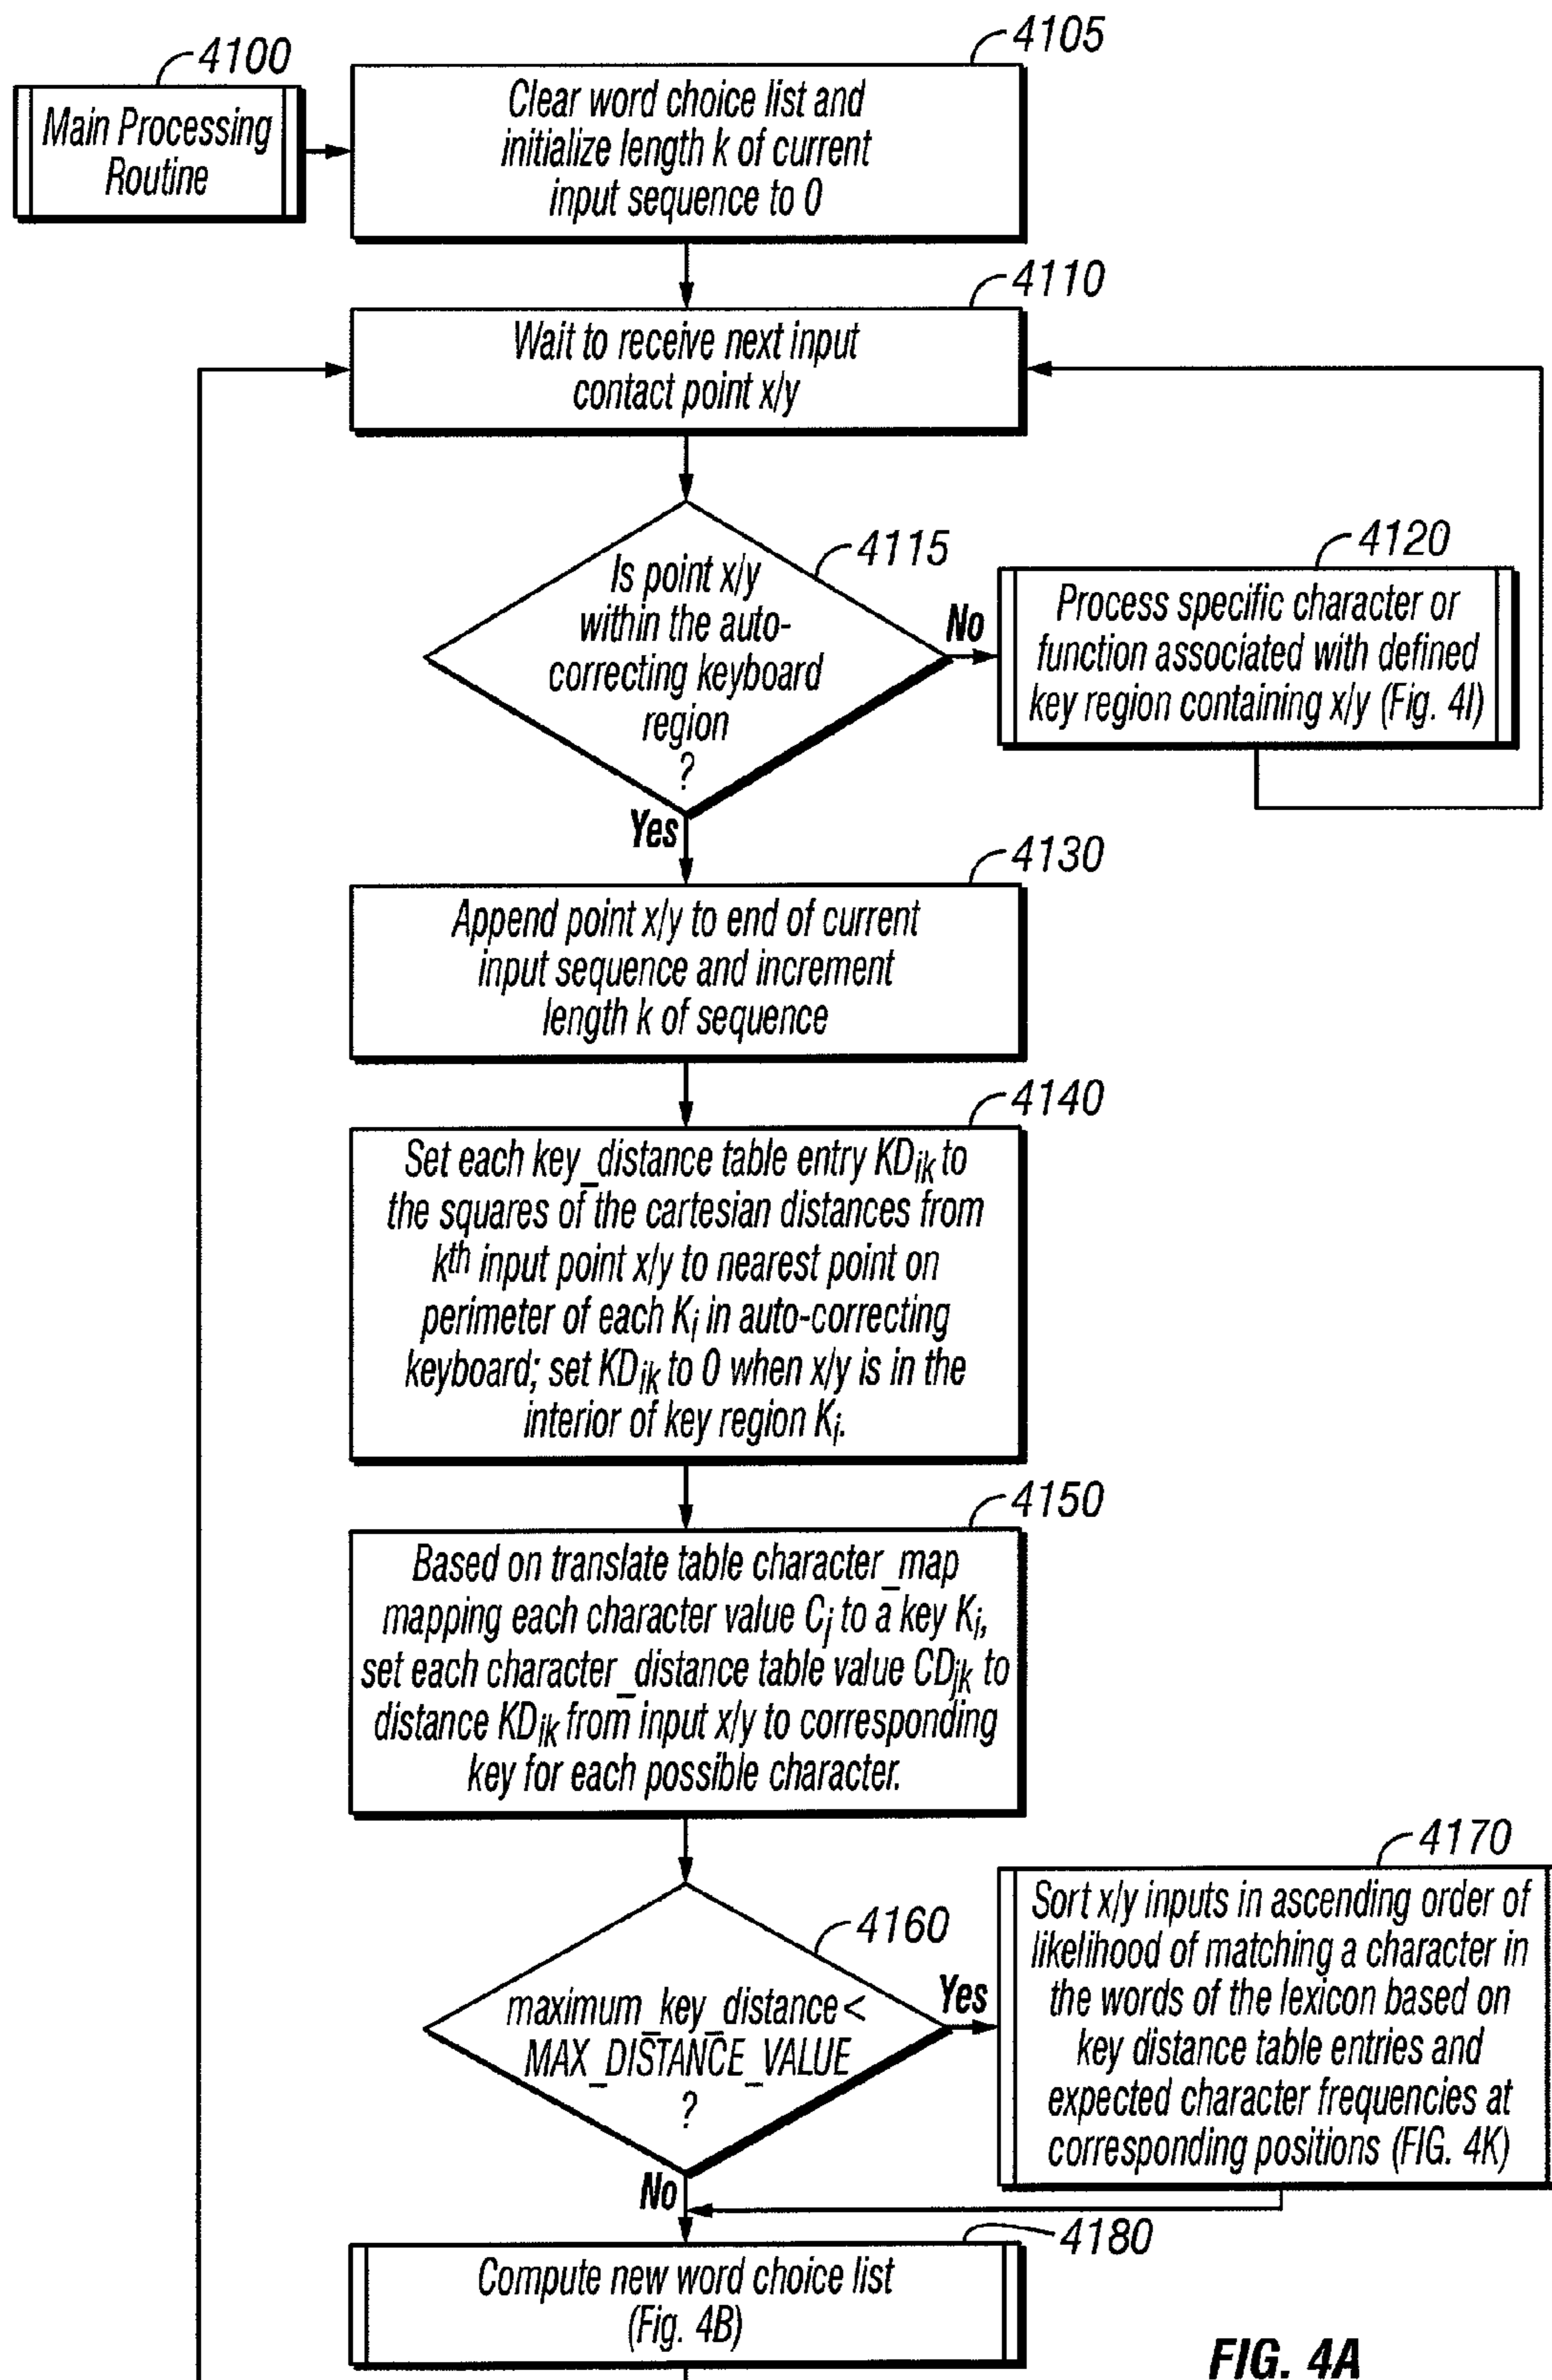 4100
Main Processing
Routine
4105
Clear word choice list and
initialize length k of current
input sequence to 0
4110
Wait to receive next input
contact point x/y
4115
Is point x/y
within the auto-
correcting keyboard
region
?
No
Yes
4120
Process specific character or
function associated with defined
key region containing x/y (Fig. 4I)
4130
Append point x/y to end of current
input sequence and increment
length k of sequence
4140
Set each key_distance table entry KDik to
the squares of the cartesian distances from
kth input point x/y to nearest point on
perimeter of each Ki in auto-correcting
keyboard; set KDik to 0 when x/y is in the
interior of key region Ki.
4150
Based on translate table character_map
mapping each character value Cj to a key Ki,
set each character_distance table value CDjk to
distance KDik from input x/y to corresponding
key for each possible character.
4160
maximum_key_distance <
MAX_DISTANCE_VALUE
?
Yes
No
4170
Sort x/y inputs in ascending order of
likelihood of matching a character in
the words of the lexicon based on
key distance table entries and
expected character frequencies at
corresponding positions (FIG. 4K)
4180
Compute new word choice list
(Fig. 4B)
FIG. 4A